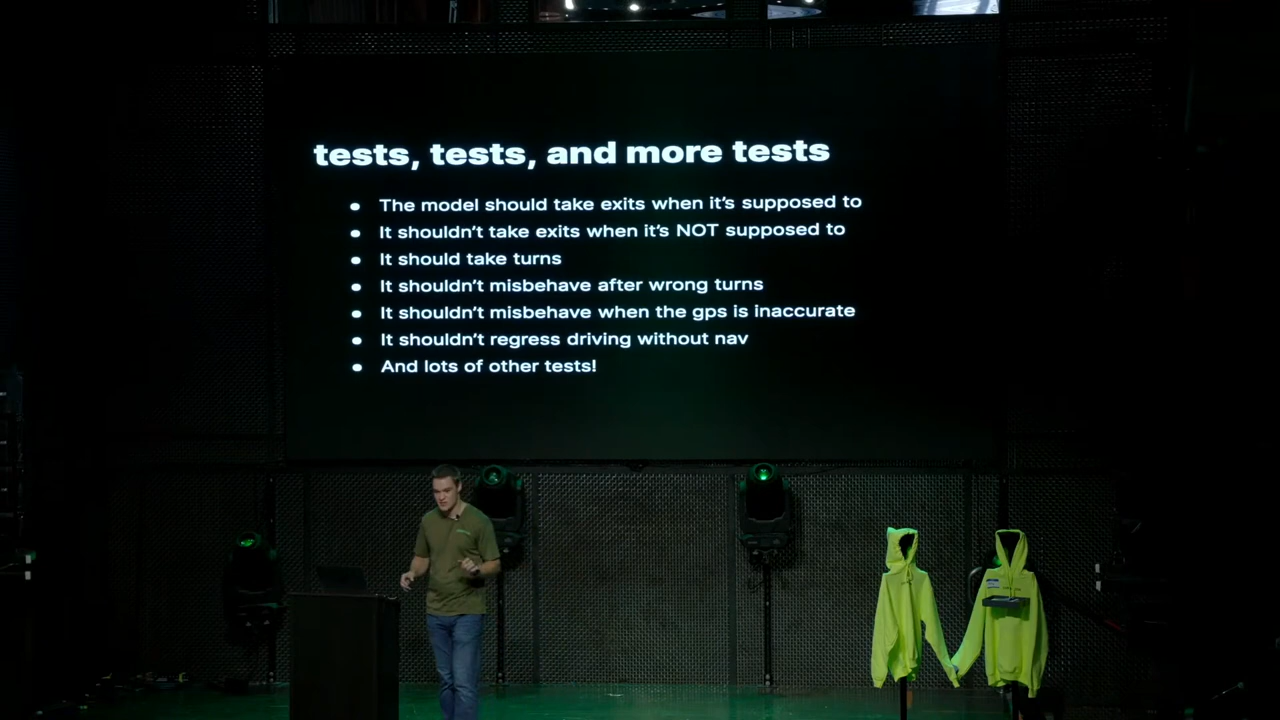 tests, tests, and more tests
● The model should take exits when it's supposed to
● It shouldn't take exits when it's NOT supposed to
● It should take turns
● It shouldn't misbehave after wrong turns
● It shouldn't misbehave when the gps is inaccurate
● It shouldn't regress driving without nav
● And lots of other tests!